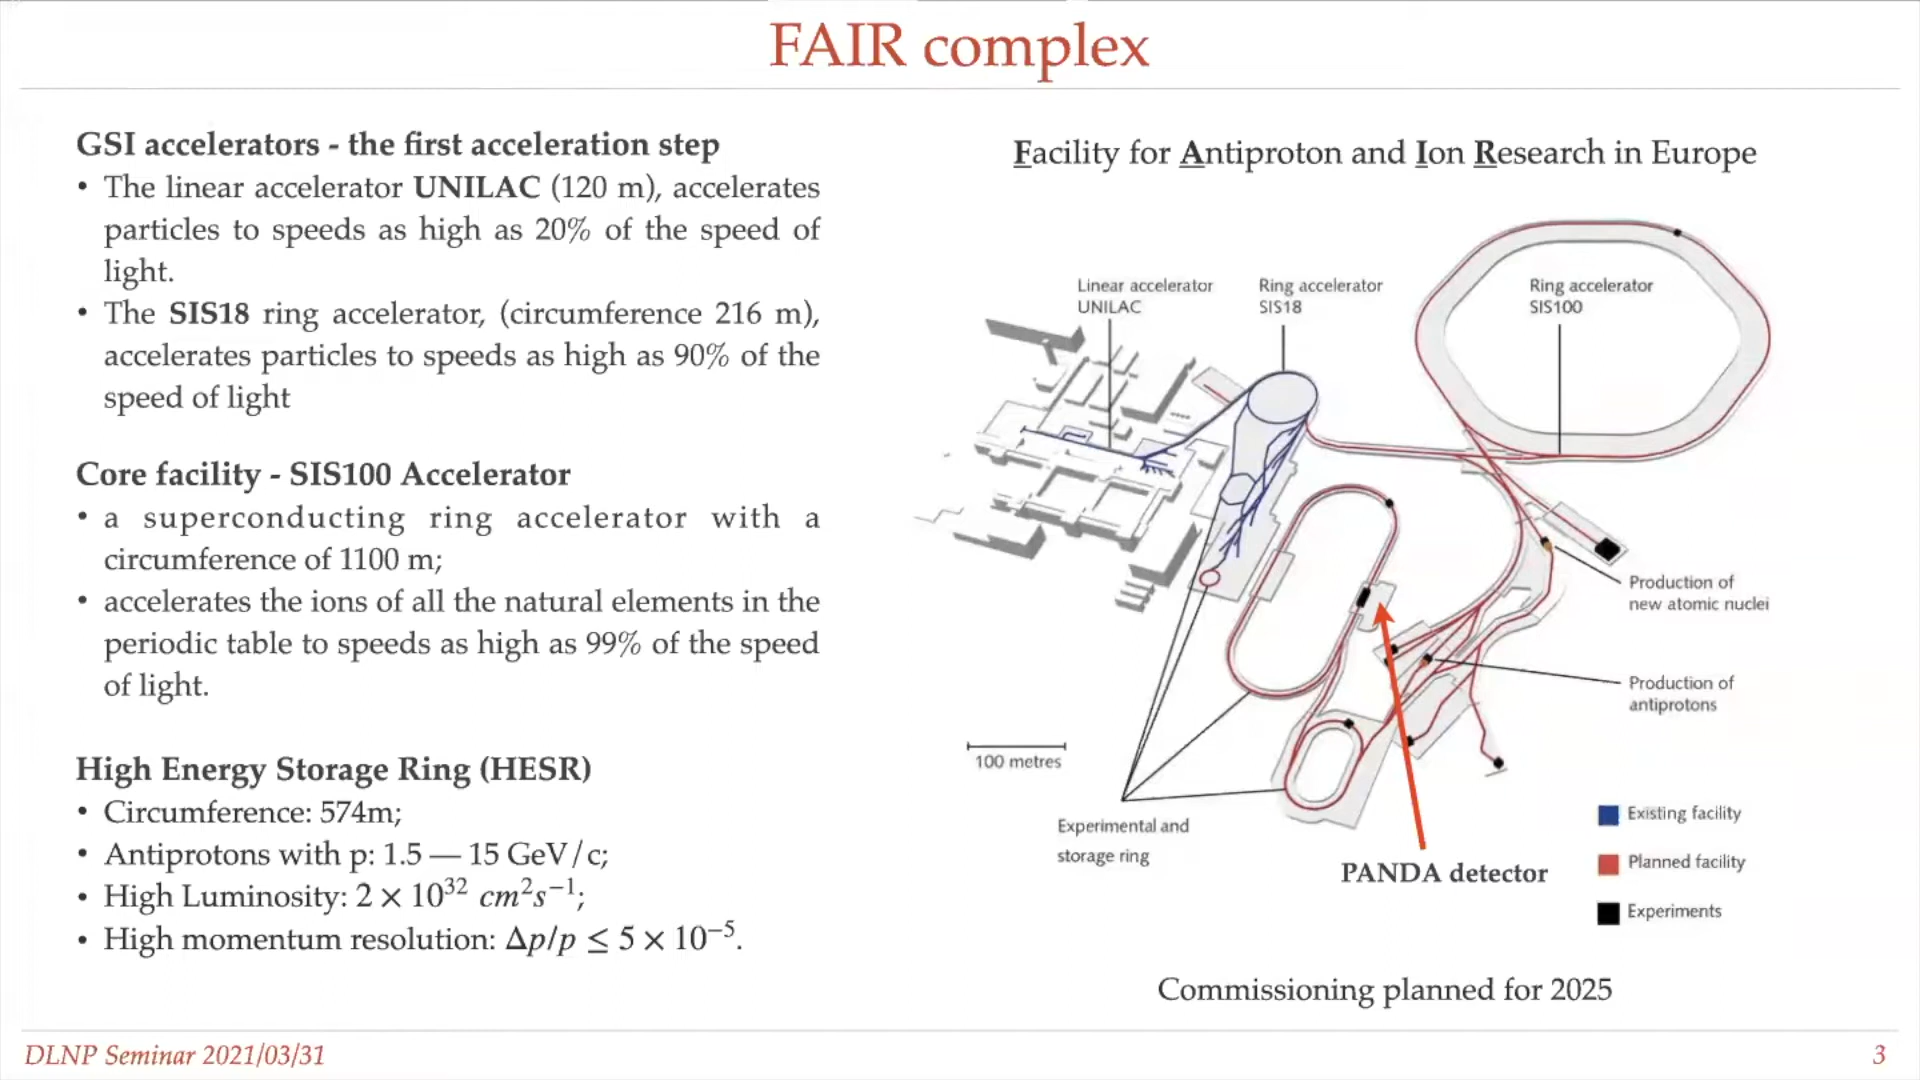 FAIR complex
GSI accelerators - the first acceleration step
• The linear accelerator UNILAC (120 m), accelerates
particles to speeds as high as 20% of the speed of
light.
• The SIS18 ring accelerator, (circumference 216 m),
accelerates particles to speeds as high as 90% of the
speed of light
Core facility - SIS100 Accelerator
• a superconducting ring accelerator with a
circumference of 1100 m;
• accelerates the ions of all the natural elements in the
periodic table to speeds as high as 99% of the speed
of light.
High Energy Storage Ring (HESR)
• Circumference: 574m;
• Antiprotons with p: 1.5 — 15 GeV/c;
• High Luminosity: 2 × 10³² cm²s⁻¹;
• High momentum resolution: Δp/p ≤ 5 × 10⁻⁵.
Facility for Antiproton and Ion Research in Europe
Linear accelerator
UNILAC
Ring accelerator
SIS18
Ring accelerator
SIS100
Production of
new atomic nuclei
Production of
antiprotons
100 metres
Experimental and
storage ring
PANDA detector
Existing facility
Planned facility
Experiments
Commissioning planned for 2025
DLNP Seminar 2021/03/31
3